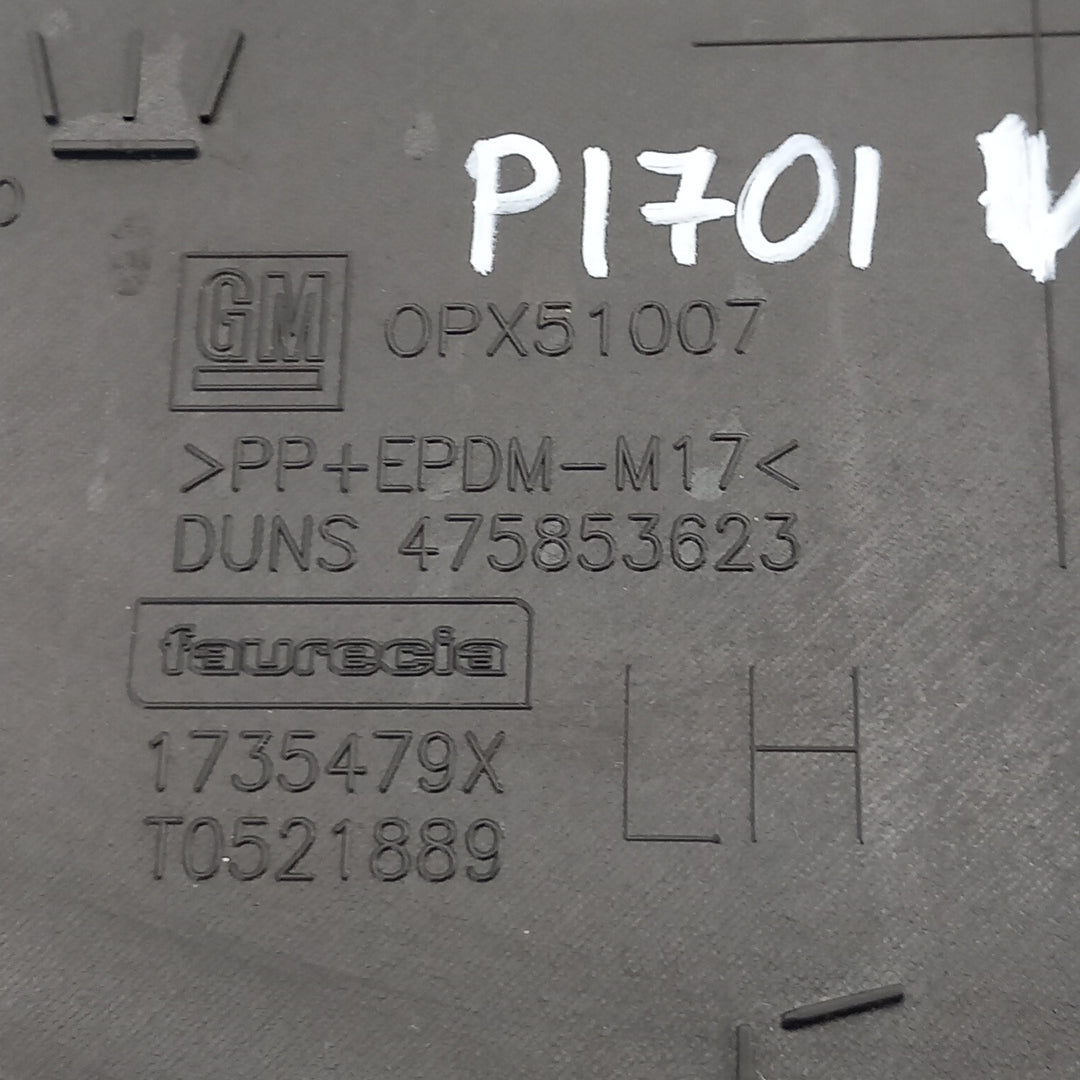 P1701
GM OPX51007
>PP+EPDM-M17<
DUNS 475853623
faurecia
1735479X
T0521889
LH